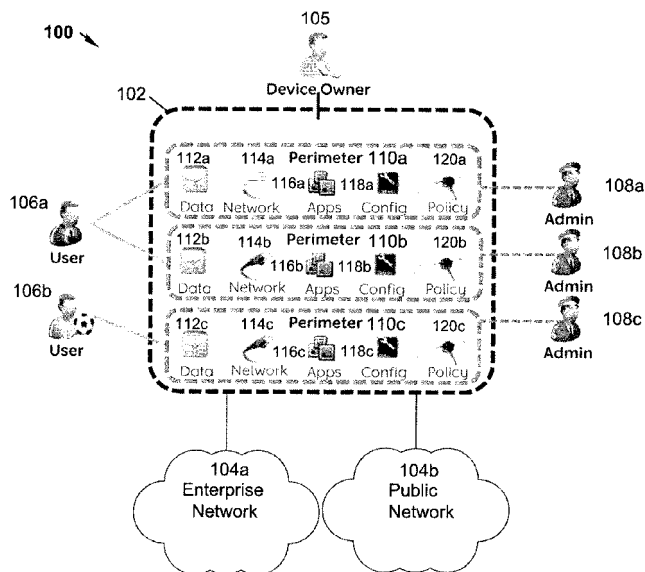 100
105
Device Owner
102
112a 114a Perimeter 110a 120a
116a 118a
Data Network Apps Config Policy
106a
User
108a
Admin
112b 114b Perimeter 110b 120b
116b 118b
Data Network Apps Config Policy
108b
Admin
106b
User
112c 114c Perimeter 110c 120c
116c 118c
Data Network Apps Config Policy
108c
Admin
104a
Enterprise
Network
104b
Public
Network